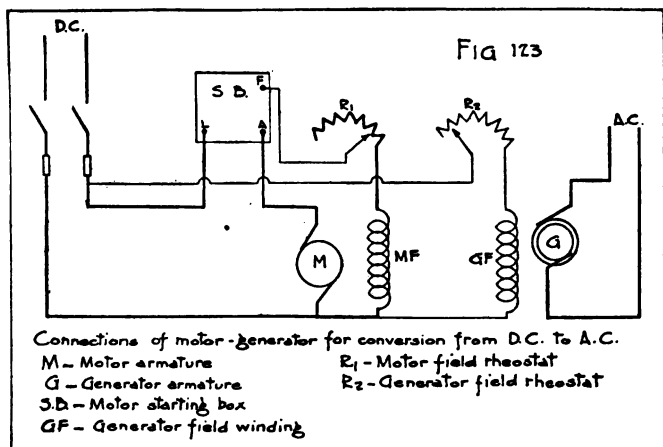 D.C.
FIG 123
S.B.
F
L
A
R1
R2
A.C.
M
MF
GF
G
Connections of motor-generator for conversion from D.C. to A.C.
M - Motor armature
G - Generator armature
S.B. - Motor starting box
GF - Generator field winding
R1 - Motor field rheostat
R2 - Generator field rheostat